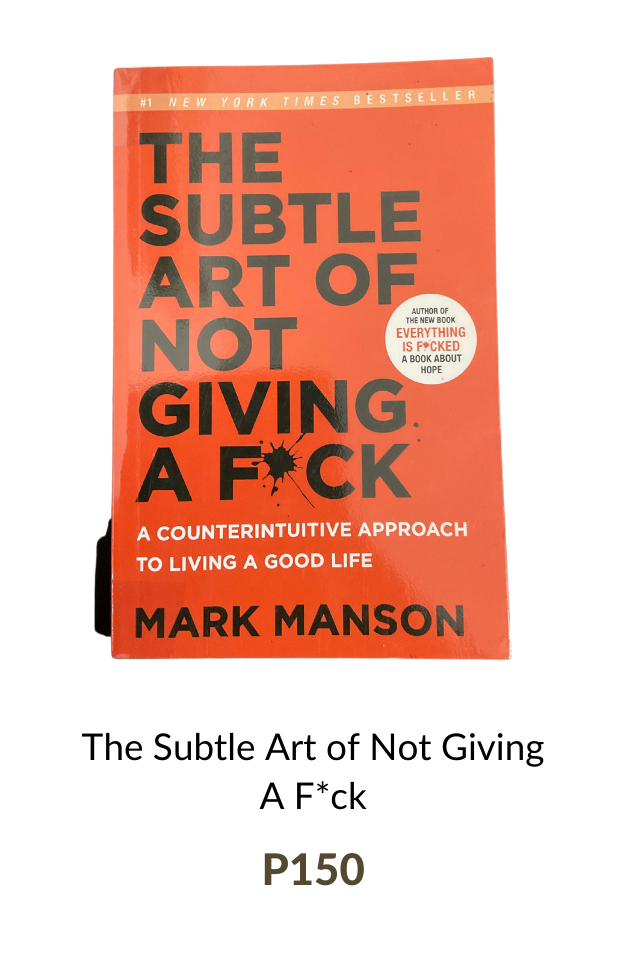 #1 NEW YORK TIMES BESTSELLER
THE
SUBTLE
ART OF
NOT
GIVING
A F*CK
AUTHOR OF
THE NEW BOOK
EVERYTHING
IS F*CKED
A BOOK ABOUT
HOPE
A COUNTERINTUITIVE APPROACH
TO LIVING A GOOD LIFE
MARK MANSON
The Subtle Art of Not Giving
A F*ck
P150